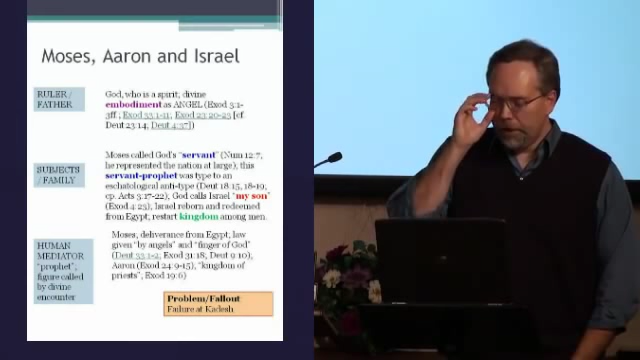 Moses, Aaron and Israel
RULER /
FATHER
God, who is a spirit; divine
embodiment as ANGEL (Exod 3:1-
3ff.; Exod 33:1-11; Exod 23:20-23 [cf.
Deut 23:14; Deut 4:37])
SUBJECTS
/ FAMILY
Moses called God's "servant" (Num 12:7;
he represented the nation at large), this
servant-prophet was type to an
eschatological anti-type (Deut 18:15, 18-19;
cp. Acts 3:17-22); God calls Israel "my son"
(Exod 4:23); Israel reborn and redeemed
from Egypt; restart kingdom among men.
HUMAN
MEDIATOR
"prophet";
figure called
by divine
encounter
Moses; deliverance from Egypt; law
given "by angels" and "finger of God"
(Deut 33:1-2; Exod 31:18; Deut 9:10),
Aaron (Exod 24:9-15), "kingdom of
priests"; Exod 19:6)
Problem/Fallout
Failure at Kadesh